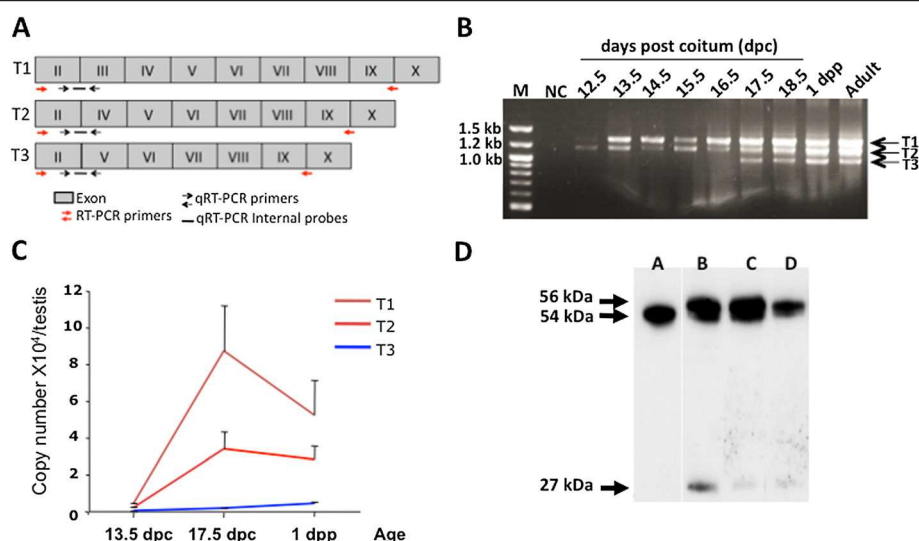 A
T1 II III IV V VI VII VIII IX X
T2 II IV V VI VII VIII IX X
T3 II V VI VII VIII IX X
Exon
qRT-PCR primers
RT-PCR primers
qRT-PCR Internal probes
B
days post coitum (dpc)
M NC 12.5 13.5 14.5 15.5 16.5 17.5 18.5 1 dpp Adult
1.5 kb
1.2 kb
1.0 kb
T1
T2
T3
C
Copy number X10⁴/testis
12
10
8
6
4
2
0
T1
T2
T3
13.5 dpc 17.5 dpc 1 dpp Age
D
A B C D
56 kDa
54 kDa
27 kDa